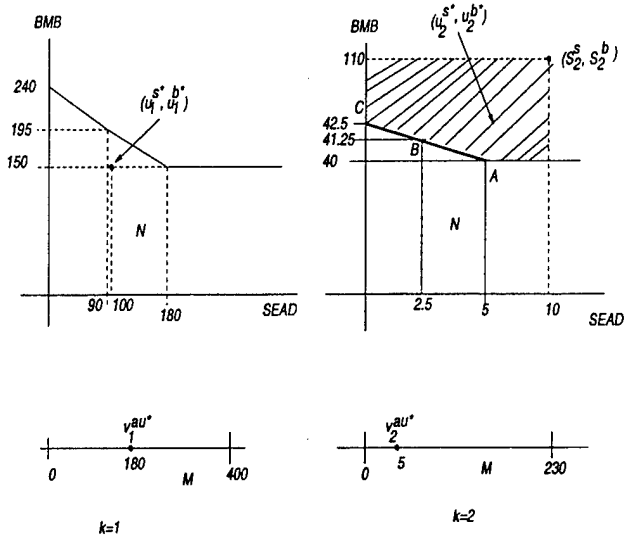 BMB
240
195
150
(u₁ˢ*, u₁ᵇ*)
N
90 100
180
SEAD
BMB
110
C
42.5
41.25
40
(u₂ˢ*, u₂ᵇ*)
(S₂ˢ, S₂ᵇ)
B
A
N
2.5
5
10
SEAD
v₁ᵃᵘ*
0
180
M
400
k=1
v₂ᵃᵘ*
0
5
M
230
k=2